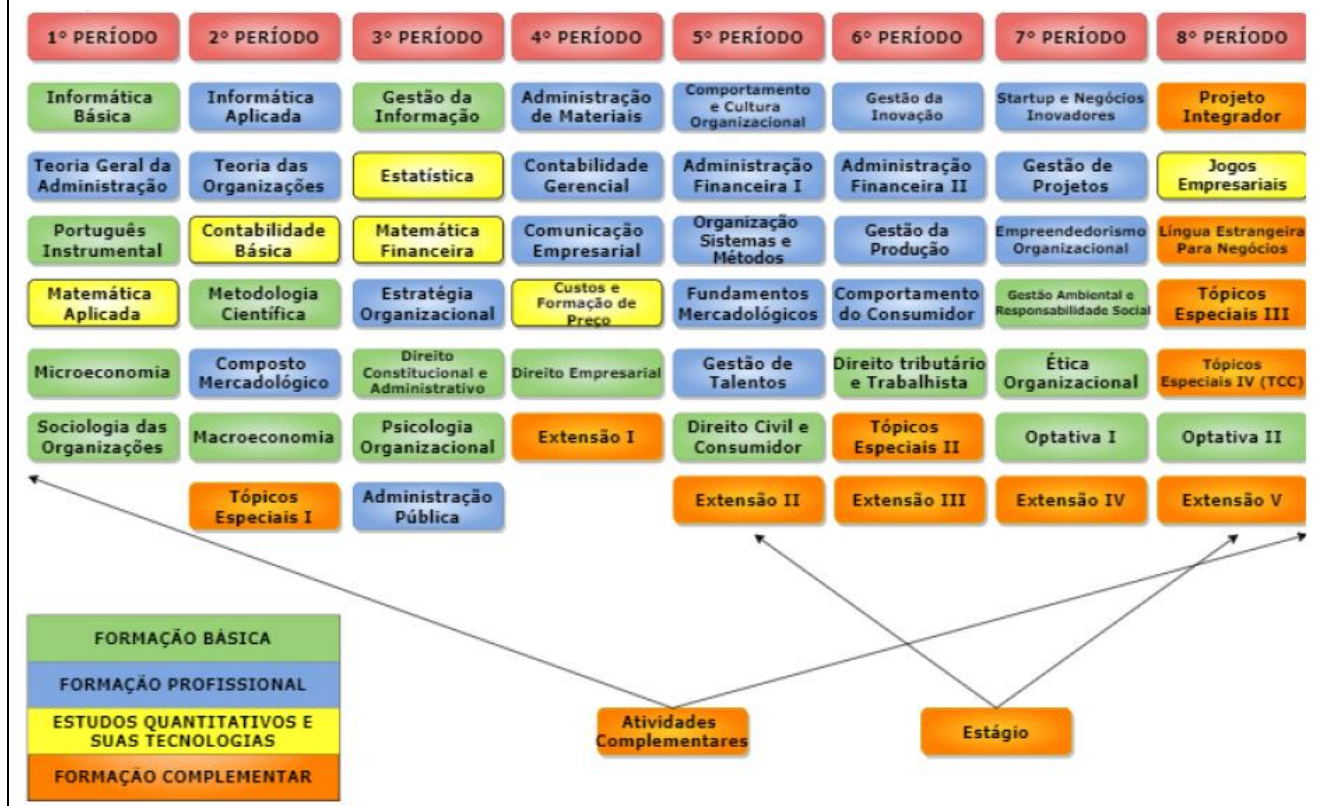 1º PERÍODO
2º PERÍODO
3º PERÍODO
4º PERÍODO
5º PERÍODO
6º PERÍODO
7º PERÍODO
8º PERÍODO
Informática
Básica
Informática
Aplicada
Gestão da
Informação
Administração
de Materiais
Comportamento
e Cultura
Organizacional
Gestão da
Inovação
Startup e Negócios
Inovadores
Projeto
Integrador
Teoria Geral da
Administração
Teoria das
Organizações
Estatística
Contabilidade
Gerencial
Administração
Financeira I
Administração
Financeira II
Gestão de
Projetos
Jogos
Empresariais
Português
Instrumental
Contabilidade
Básica
Matemática
Financeira
Comunicação
Empresarial
Organização
Sistemas e
Métodos
Gestão da
Produção
Empreendedorismo
Organizacional
Língua Estrangeira
Para Negócios
Matemática
Aplicada
Metodologia
Científica
Estratégia
Organizacional
Custos e
Formação de
Preço
Fundamentos
Mercadológicos
Comportamento
do Consumidor
Gestão Ambiental e
Responsabilidade Social
Tópicos
Especiais III
Microeconomia
Composto
Mercadológico
Direito
Constitucional e
Administrativo
Direito Empresarial
Gestão de
Talentos
Direito tributário
e Trabalhista
Ética
Organizacional
Tópicos
Especiais IV (TCC)
Sociologia das
Organizações
Macroeconomia
Psicologia
Organizacional
Extensão I
Direito Civil e
Consumidor
Tópicos
Especiais II
Optativa I
Optativa II
Tópicos
Especiais I
Administração
Pública
Extensão II
Extensão III
Extensão IV
Extensão V
FORMAÇÃO BÁSICA
FORMAÇÃO PROFISSIONAL
ESTUDOS QUANTITATIVOS E
SUAS TECNOLOGIAS
FORMAÇÃO COMPLEMENTAR
Atividades
Complementares
Estágio